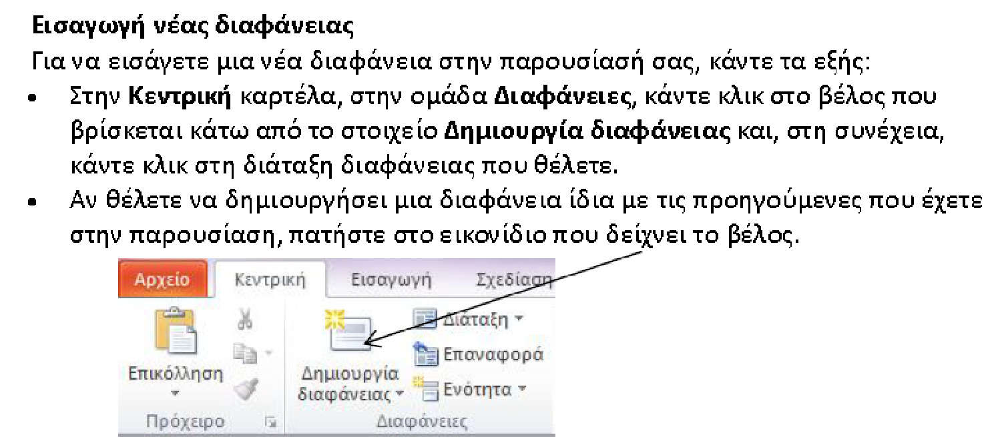 Εισαγωγή νέας διαφάνειας
Για να εισάγετε μια νέα διαφάνεια στην παρουσίασή σας, κάντε τα εξής:
• Στην Κεντρική καρτέλα, στην ομάδα Διαφάνειες, κάντε κλικ στο βέλος που
βρίσκεται κάτω από το στοιχείο Δημιουργία διαφάνειας και, στη συνέχεια,
κάντε κλικ στη διάταξη διαφάνειας που θέλετε.
• Αν θέλετε να δημιουργήσει μια διαφάνεια ίδια με τις προηγούμενες που έχετε
στην παρουσίαση, πατήστε στο εικονίδιο που δείχνει το βέλος.
Αρχείο Κεντρική Εισαγωγή Σχεδίαση
Επικόλληση
Πρόχειρο
Δημιουργία
διαφάνειας
Διάταξη
Επαναφορά
Ενότητα
Διαφάνειες